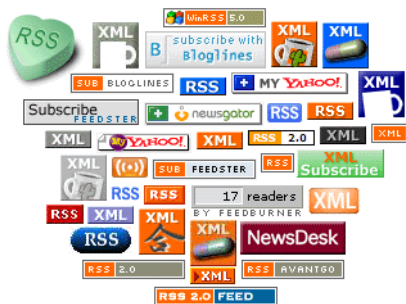 WinRSS 5.0
RSS
XML
subscribe with
B Bloglines
XML
XML
SUB BLOGLINES
RSS
+ MY YAHOO!
XML
Subscribe
FEEDSTER
+ newsgator
RSS
RSS
XML
My YAHOO!
XML
RSS 2.0
XML
XML
XML
SUB FEEDSTER
RSS
XML
Subscribe
RSS
RSS
17 readers
BY FEEDBURNER
XML
RSS
XML
XML
合
RSS
XML
NewsDesk
RSS 2.0
XML
RSS AVANTGO
RSS 2.0 FEED